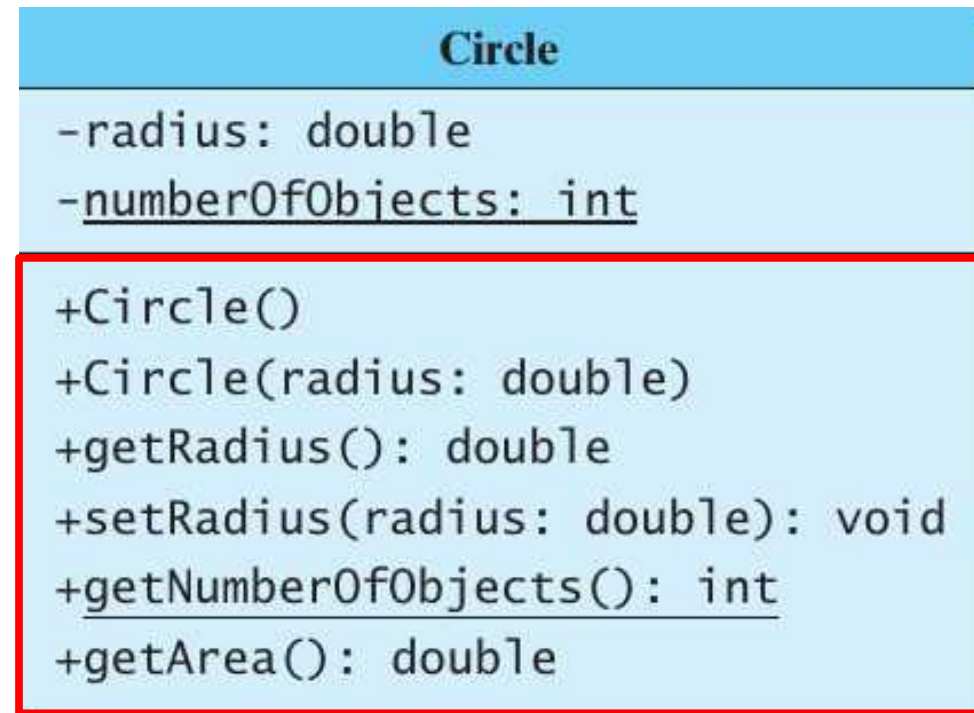 Circle
-radius: double
-numberOfObjects: int
+Circle()
+Circle(radius: double)
+getRadius(): double
+setRadius(radius: double): void
+getNumberOfObjects(): int
+getArea(): double